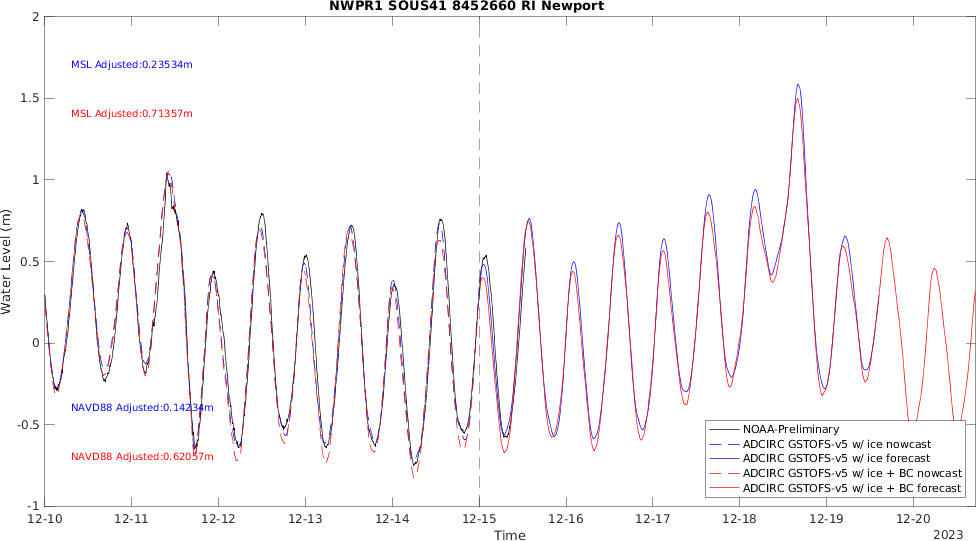 NWPR1 SOUS41 8452660 RI Newport
2
1.5
1
0.5
0
-0.5
-1
Water Level (m)
MSL Adjusted:0.23534m
MSL Adjusted:0.71357m
NAVD88 Adjusted:0.14234m
NAVD88 Adjusted:0.62057m
NOAA-Preliminary
ADCIRC GSTOFS-v5 w/ ice nowcast
ADCIRC GSTOFS-v5 w/ ice forecast
ADCIRC GSTOFS-v5 w/ ice + BC nowcast
ADCIRC GSTOFS-v5 w/ ice + BC forecast
12-10 12-11 12-12 12-13 12-14 12-15 12-16 12-17 12-18 12-19 12-20
Time
2023